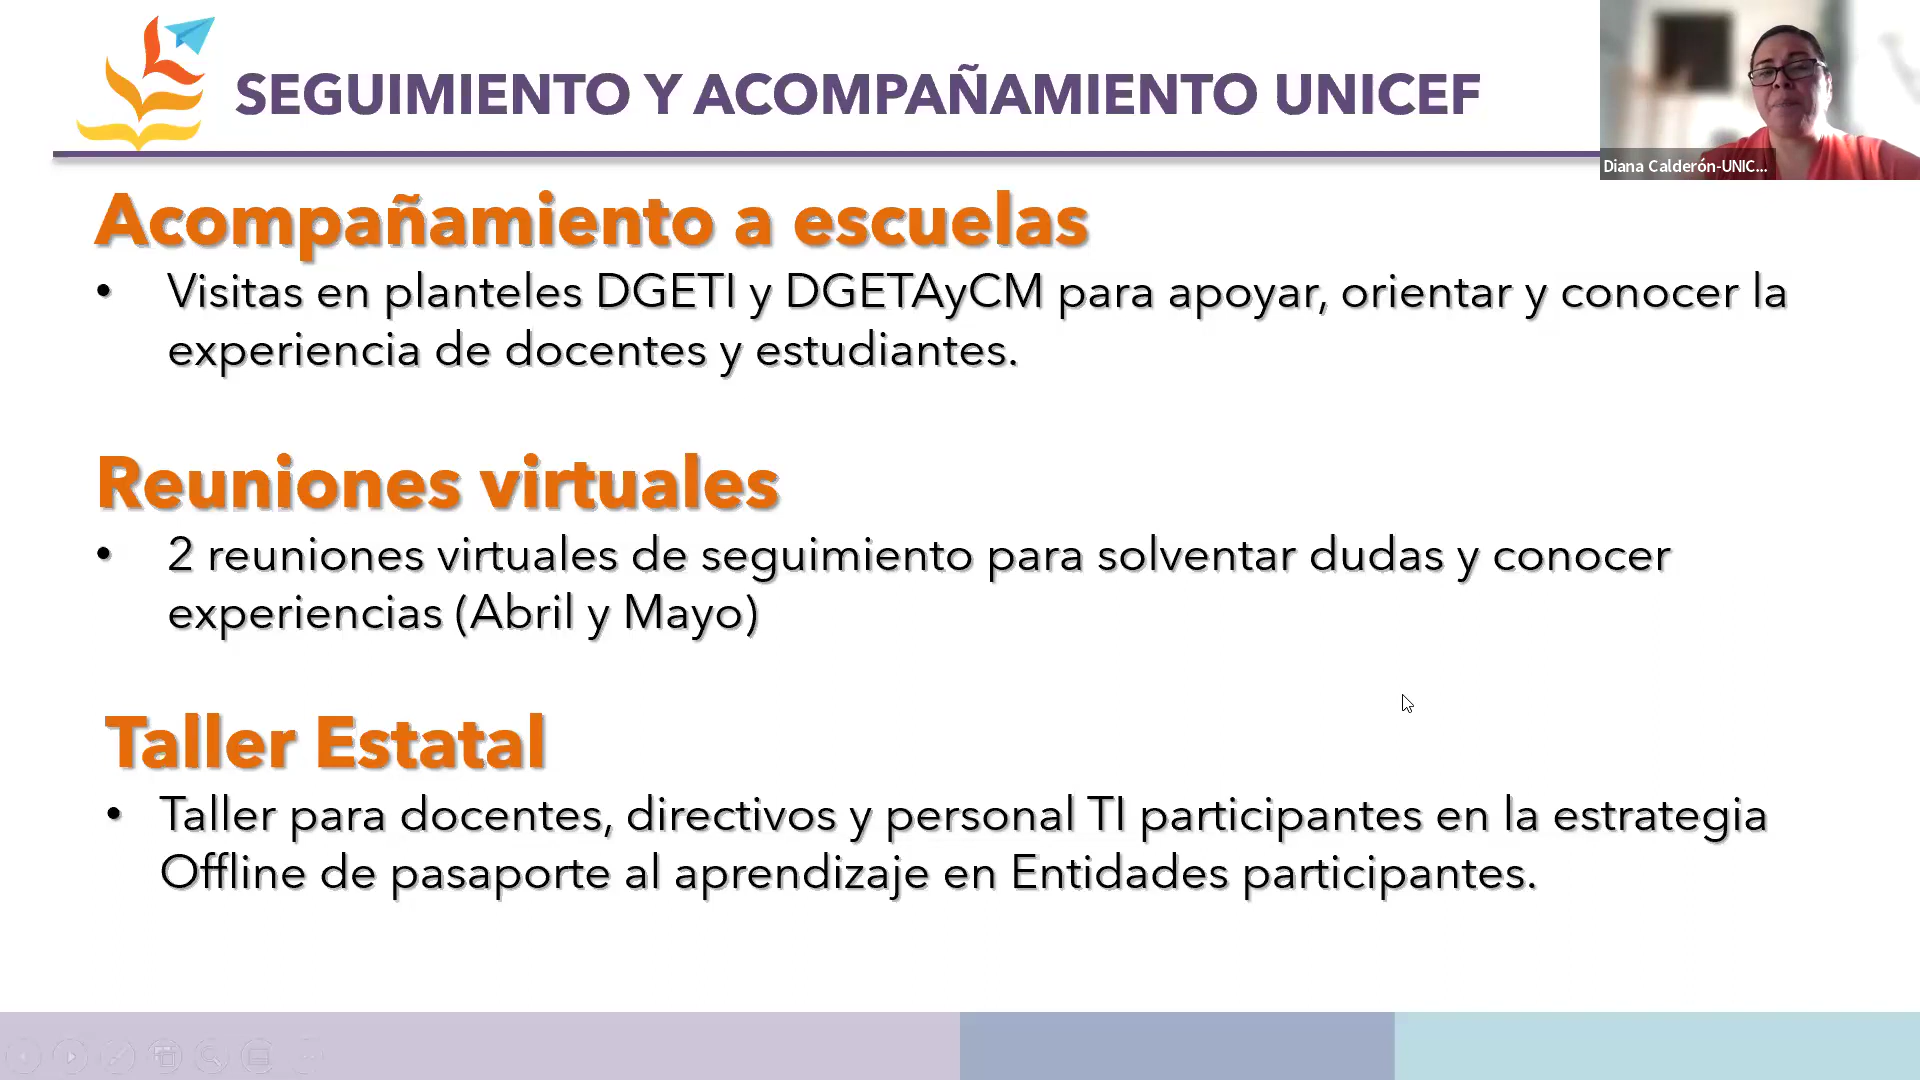 SEGUIMIENTO Y ACOMPAÑAMIENTO UNICEF
Diana Calderón-UNIC...
Acompañamiento a escuelas
• Visitas en planteles DGETI y DGETAyCM para apoyar, orientar y conocer la
experiencia de docentes y estudiantes.
Reuniones virtuales
• 2 reuniones virtuales de seguimiento para solventar dudas y conocer
experiencias (Abril y Mayo)
Taller Estatal
• Taller para docentes, directivos y personal TI participantes en la estrategia
Offline de pasaporte al aprendizaje en Entidades participantes.